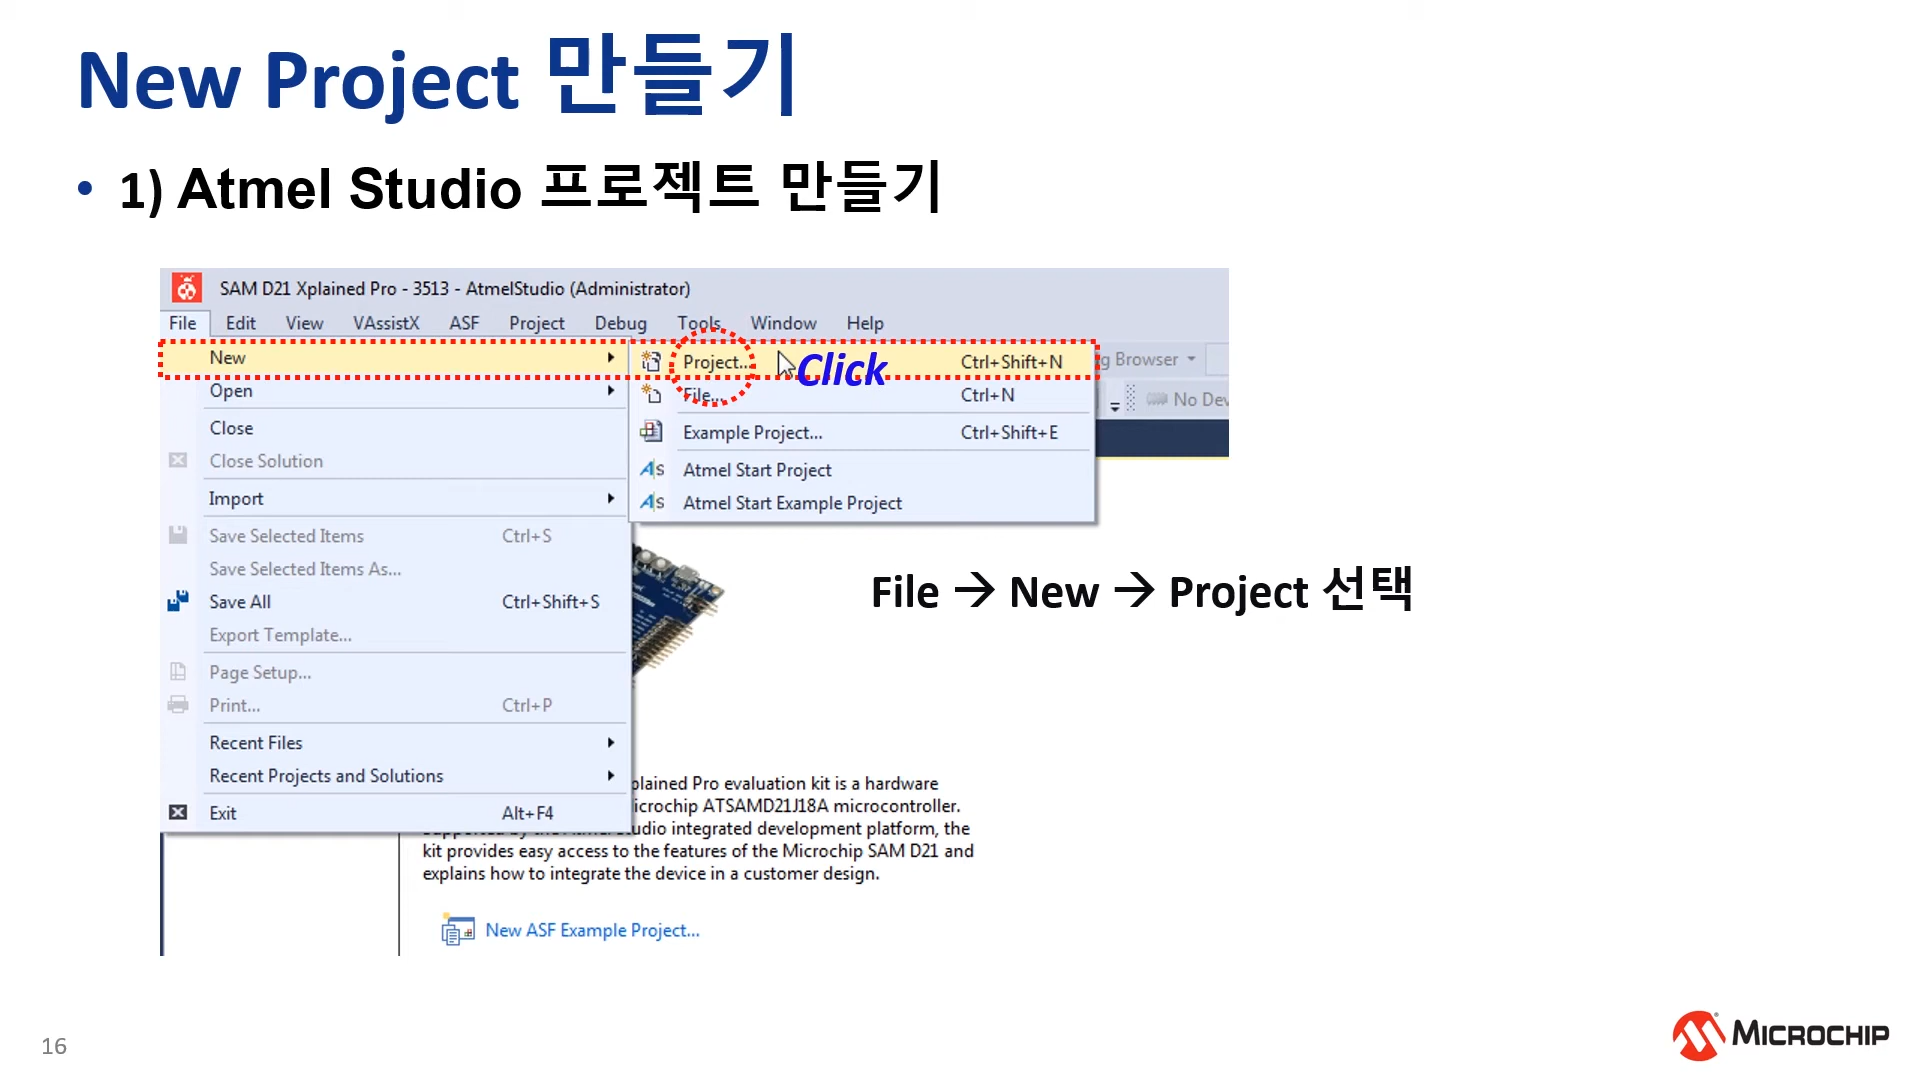 New Project 만들기
• 1) Atmel Studio 프로젝트 만들기
SAM D21 Xplained Pro - 3513 - AtmelStudio (Administrator)
File Edit View VAssistX ASF Project Debug Tools Window Help
New
Open
Close
Close Solution
Import
Save Selected Items Ctrl+S
Save Selected Items As...
Save All Ctrl+Shift+S
Export Template...
Page Setup...
Print... Ctrl+P
Recent Files
Recent Projects and Solutions
Exit Alt+F4
Project... Click Ctrl+Shift+N
File... Ctrl+N
Example Project... Ctrl+Shift+E
Atmel Start Project
Atmel Start Example Project
g Browser
No Dev
File → New → Project 선택
plained Pro evaluation kit is a hardware
icrochip ATSAMD21J18A microcontroller.
udio integrated development platform, the
kit provides easy access to the features of the Microchip SAM D21 and
explains how to integrate the device in a customer design.
New ASF Example Project...
16
MICROCHIP